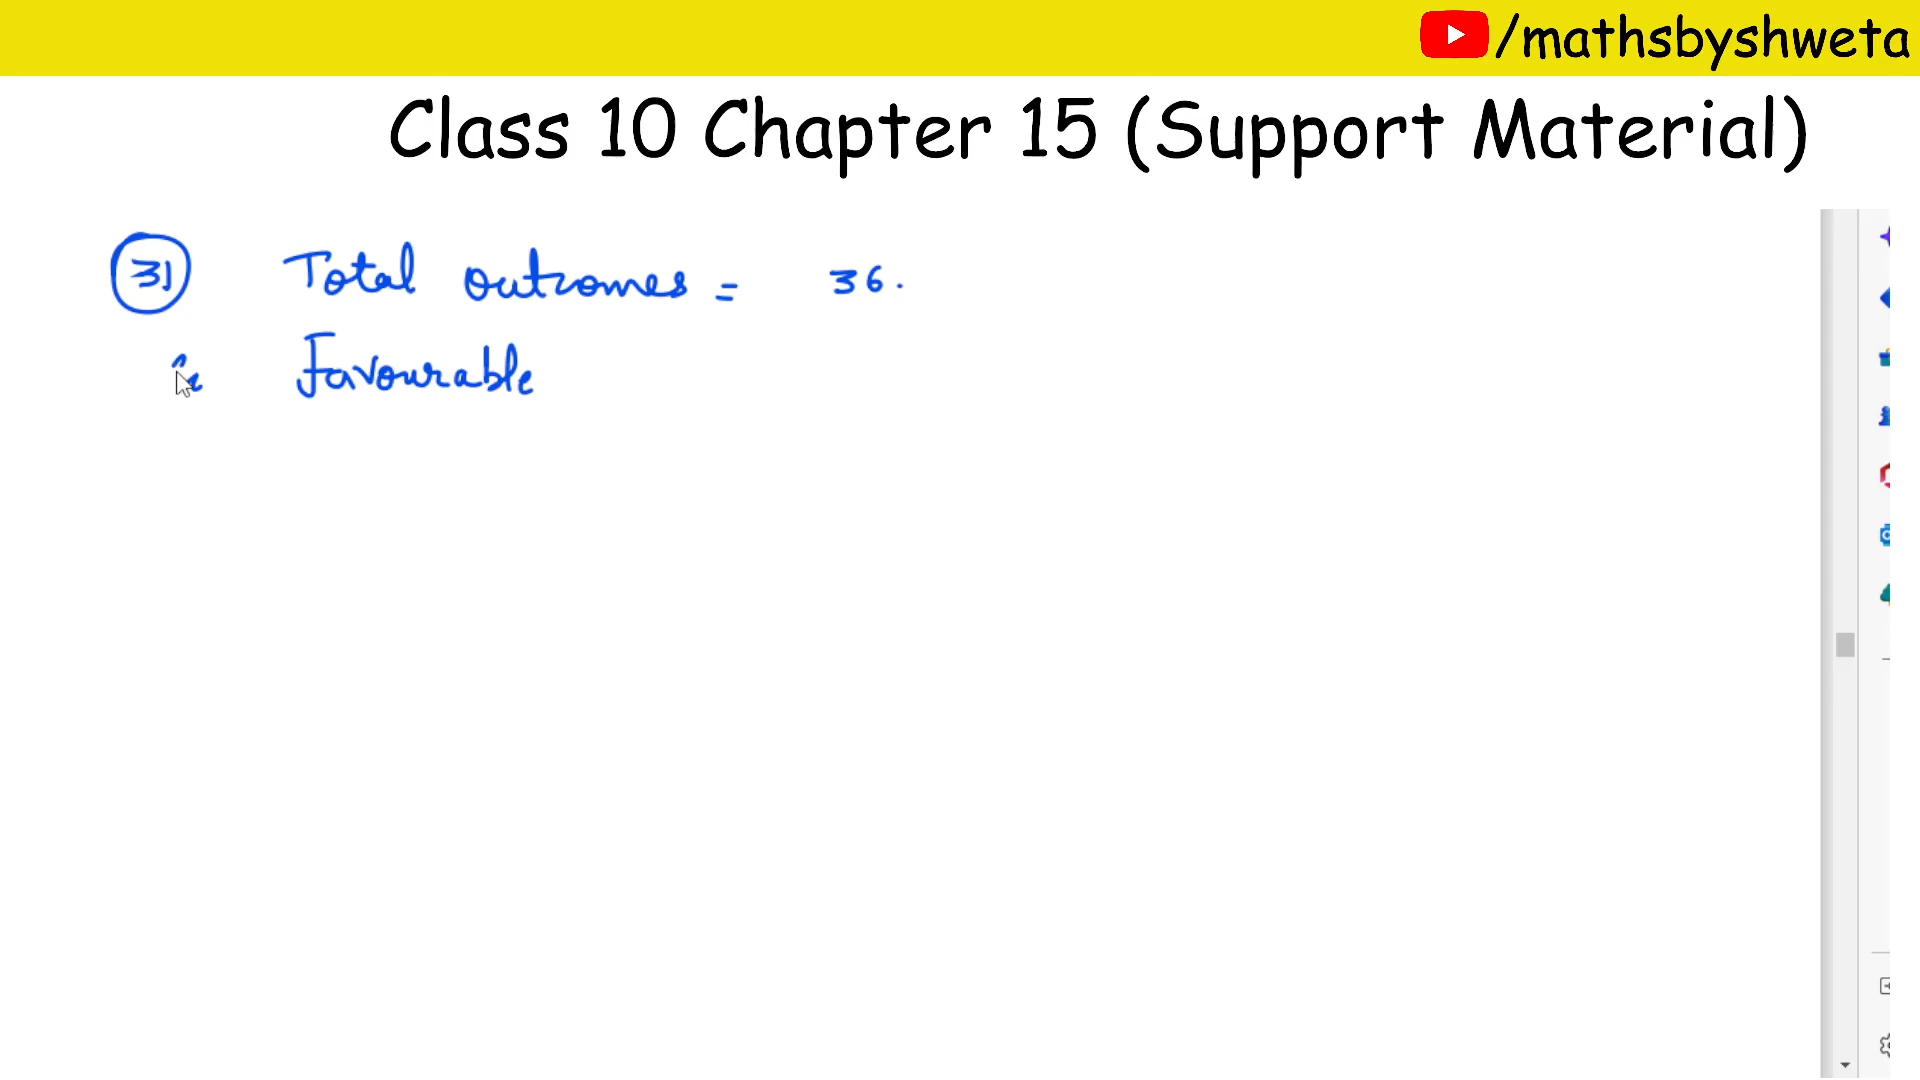 /mathsbyshweta
Class 10 Chapter 15 (Support Material)
31 Total outcomes = 36.
Favourable